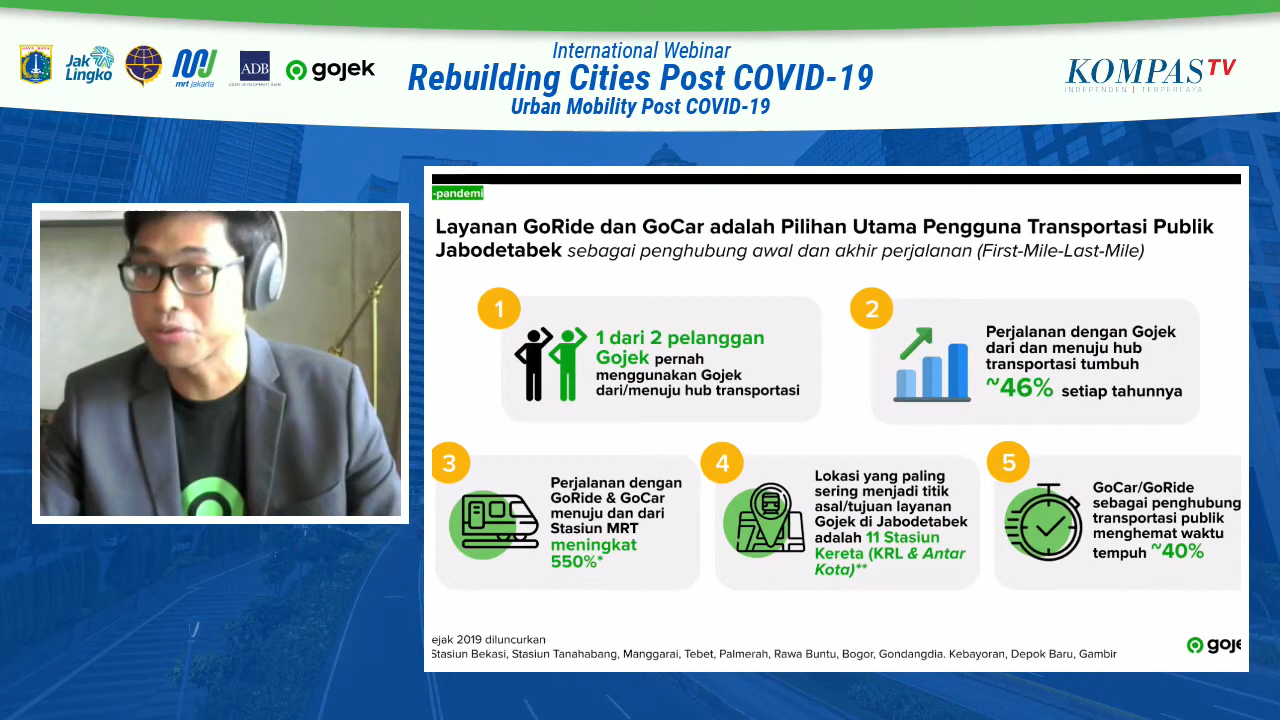 International Webinar
Rebuilding Cities Post COVID-19
Urban Mobility Post COVID-19
JAYA RAYA
Jak
Lingko
mrt jakarta
ADB
gojek
KOMPAS TV
INDEPENDEN | TERPERCAYA
-pandemi
Layanan GoRide dan GoCar adalah Pilihan Utama Pengguna Transportasi Publik
Jabodetabek sebagai penghubung awal dan akhir perjalanan (First-Mile-Last-Mile)
1
1 dari 2 pelanggan
Gojek pernah
menggunakan Gojek
dari/menuju hub transportasi
2
Perjalanan dengan Gojek
dari dan menuju hub
transportasi tumbuh
~46% setiap tahunnya
3
Perjalanan dengan
GoRide & GoCar
menuju dan dari
Stasiun MRT
meningkat
550%*
4
Lokasi yang paling
sering menjadi titik
asal/tujuan layanan
Gojek di Jabodetabek
adalah 11 Stasiun
Kereta (KRL & Antar
Kota)**
5
GoCar/GoRide
sebagai penghubung
transportasi publik
menghemat waktu
tempuh ~40%
ejak 2019 diluncurkan
Stasiun Bekasi, Stasiun Tanahabang, Manggarai, Tebet, Palmerah, Rawa Buntu, Bogor, Gondangdia. Kebayoran, Depok Baru, Gambir
goje